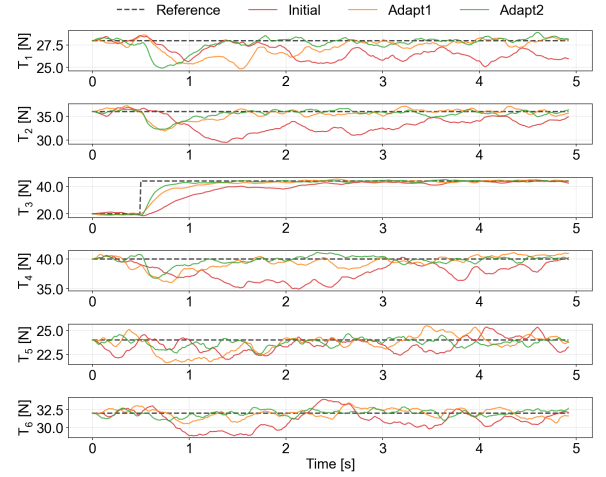 Reference Initial Adapt1 Adapt2
T1 [N]
27.5
25.0
0 1 2 3 4 5
T2 [N]
35.0
30.0
0 1 2 3 4 5
T3 [N]
40.0
20.0
0 1 2 3 4 5
T4 [N]
40.0
35.0
0 1 2 3 4 5
T5 [N]
25.0
22.5
0 1 2 3 4 5
T6 [N]
32.5
30.0
0 1 2 3 4 5
Time [s]